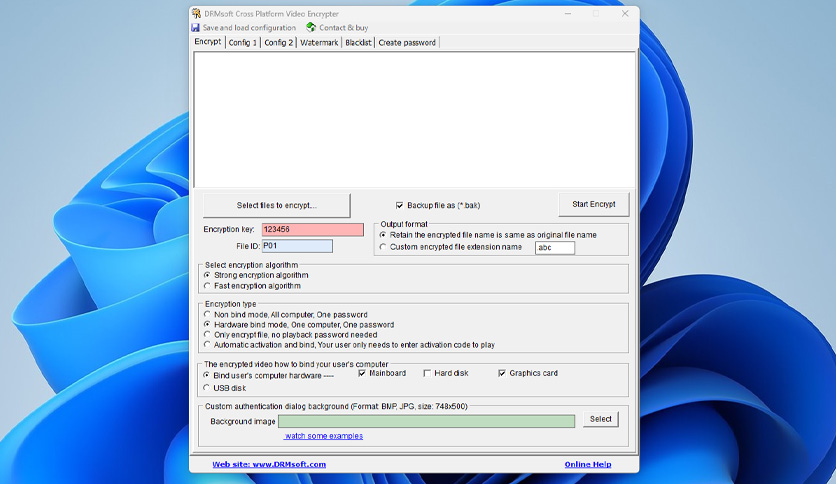 DRMsoft Cross Platform Video Encrypter
Save and load configuration Contact & buy
Encrypt Config 1 Config 2 Watermark Blacklist Create password
Select files to encrypt.... Backup file as (*.bak) Start Encrypt
Encryption key: 123456
File ID: P01
Output format
Retain the encrypted file name is same as original file name
Custom encrypted file extension name abc
Select encryption algorithm
Strong encryption algorithm
Fast encryption algorithm
Encryption type
Non bind mode, All computer, One password
Hardware bind mode, One computer, One password
Only encrypt file, no playback password needed
Automatic activation and bind, Your user only needs to enter activation code to play
The encrypted video how to bind your user's computer
Bind user's computer hardware ---- Mainboard Hard disk Graphics card
USB disk
Custom authentication dialog background (Format: BMP, JPG, size: 748x500)
Background image Select
watch some examples
Web site: www.DRMsoft.com Online Help